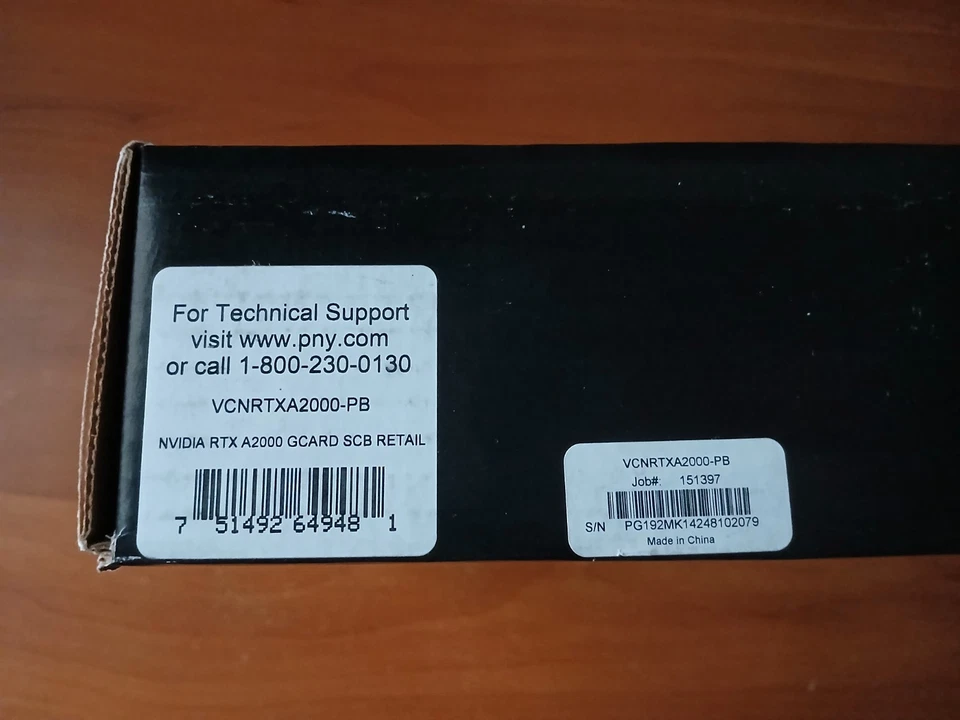 For Technical Support
visit www.pny.com
or call 1-800-230-0130
VCNRTXA2000-PB
NVIDIA RTX A2000 GCARD SCB RETAIL
7 51492 64948 1
VCNRTXA2000-PB
Job#: 151397
S/N PG192MK14248102079
Made in China